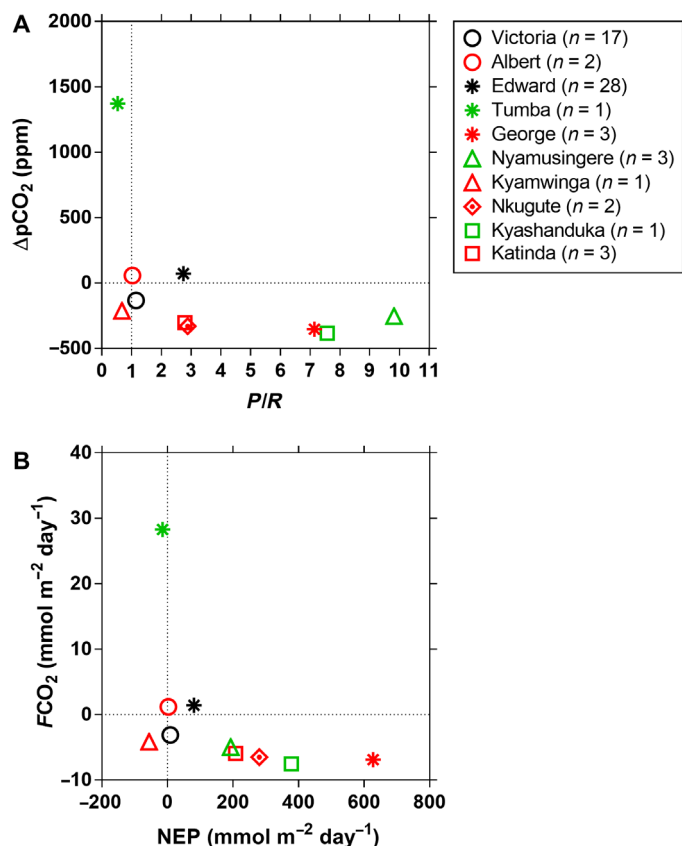 A
ΔpCO₂ (ppm)
2000
1500
1000
500
0
−500
0 1 2 3 4 5 6 7 8 9 10 11
P/R
Victoria (n = 17)
Albert (n = 2)
Edward (n = 28)
Tumba (n = 1)
George (n = 3)
Nyamusingere (n = 3)
Kyamwinga (n = 1)
Nkugute (n = 2)
Kyashanduka (n = 1)
Katinda (n = 3)
B
FCO₂ (mmol m⁻² day⁻¹)
40
30
20
10
0
−10
−200 0 200 400 600 800
NEP (mmol m⁻² day⁻¹)